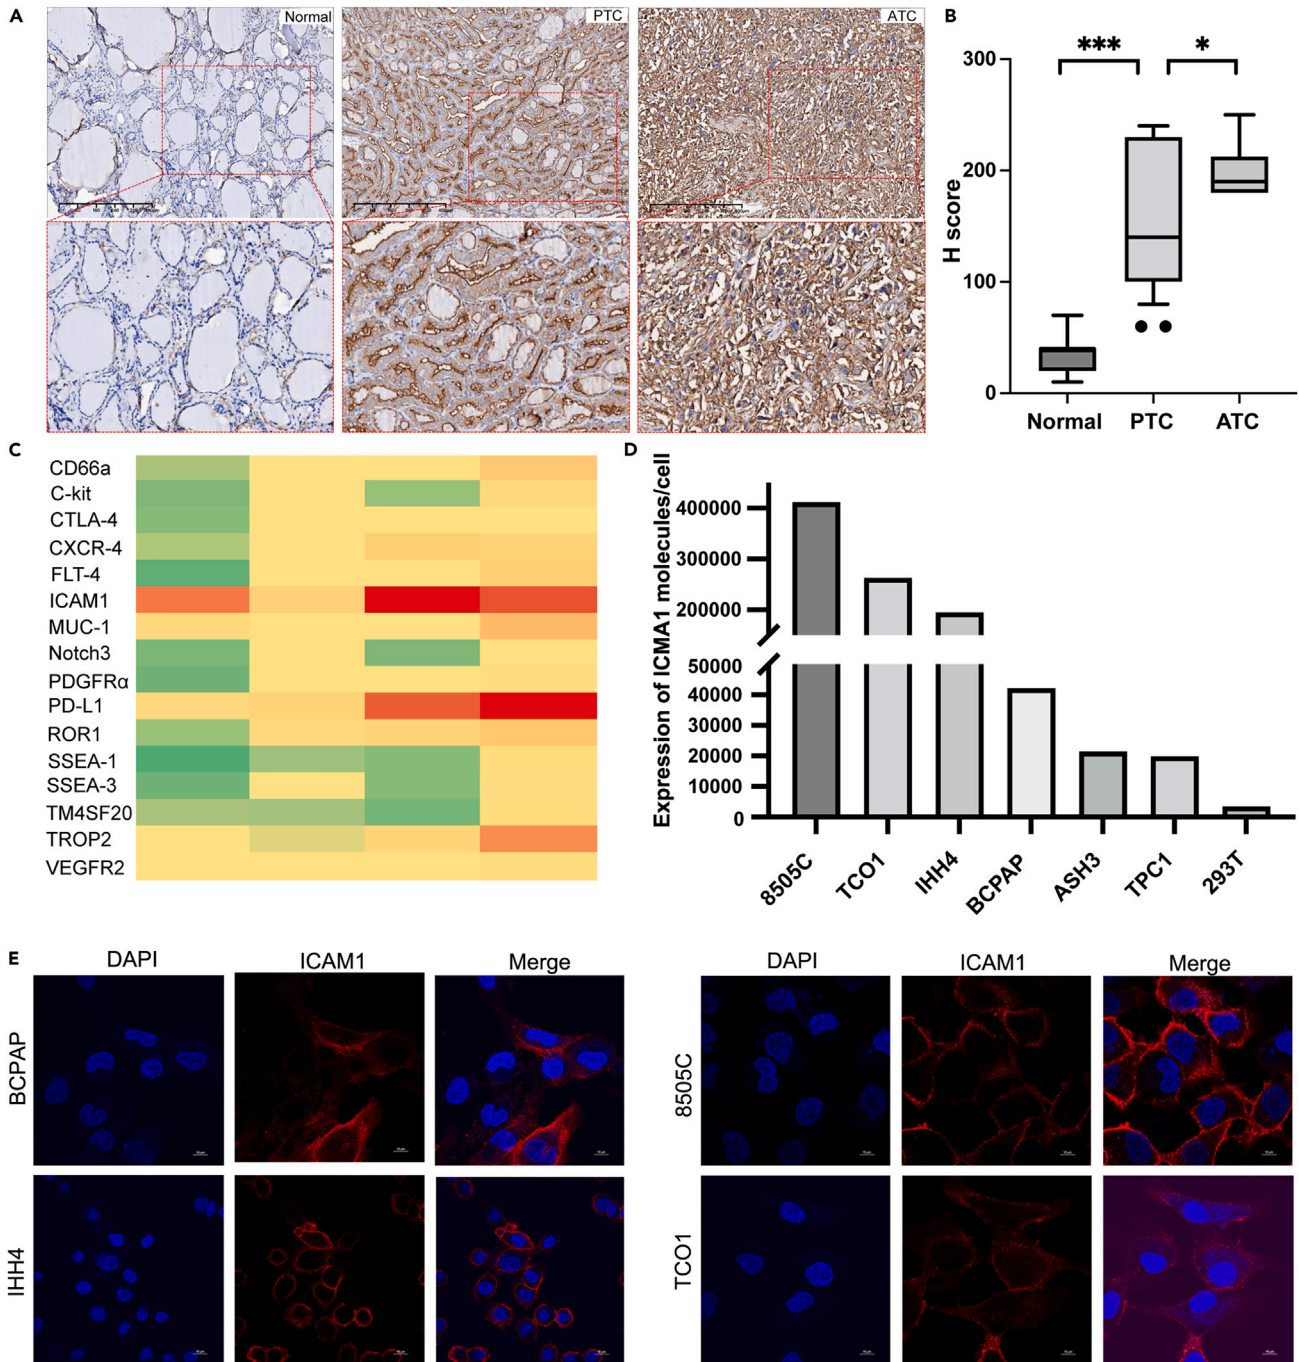 A
Normal
PTC
ATC
B
***
*
300
200
100
0
H score
Normal
PTC
ATC
C
CD66a
C-kit
CTLA-4
CXCR-4
FLT-4
ICAM1
MUC-1
Notch3
PDGFRα
PD-L1
ROR1
SSEA-1
SSEA-3
TM4SF20
TROP2
VEGFR2
D
Expression of ICMA1 molecules/cell
400000
300000
200000
50000
40000
30000
20000
10000
0
8505C
TCO1
IHH4
BCPAP
ASH3
TPC1
293T
E
DAPI
ICAM1
Merge
BCPAP
IHH4
DAPI
ICAM1
Merge
8505C
TCO1